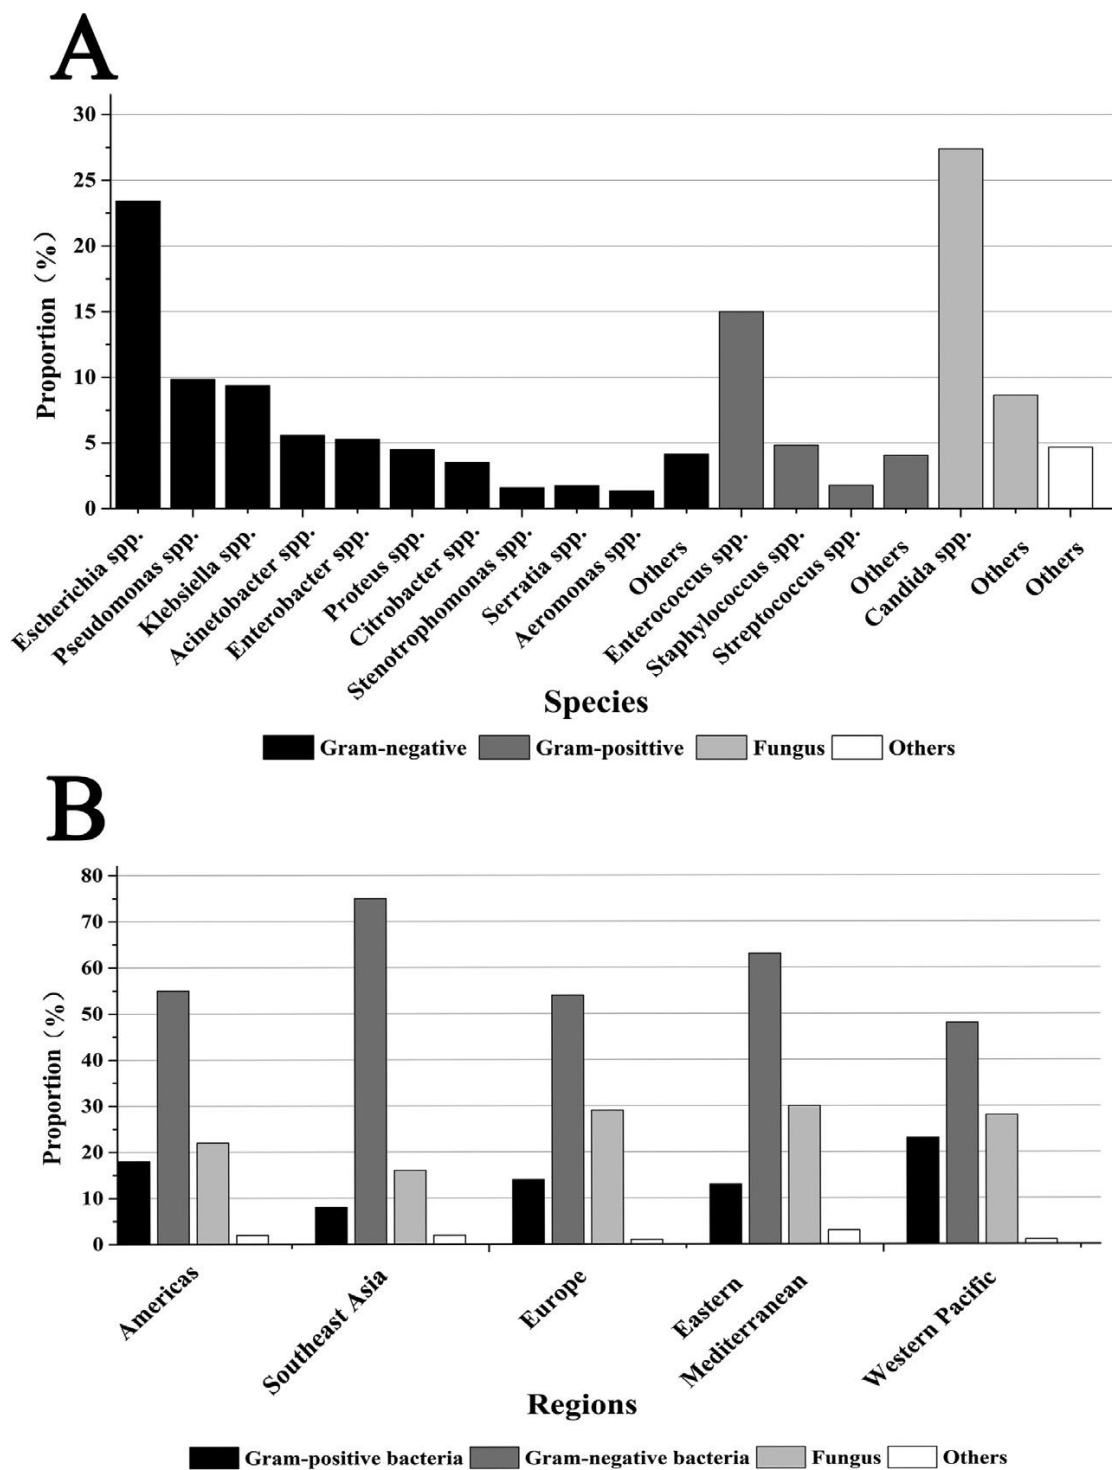 A
30
25
20
15
10
5
0
Proportion (%)
Escherichia spp.
Pseudomonas spp.
Klebsiella spp.
Acinetobacter spp.
Enterobacter spp.
Proteus spp.
Citrobacter spp.
Stenotrophomonas spp.
Serratia spp.
Aeromonas spp.
Others
Enterococcus spp.
Staphylococcus spp.
Streptococcus spp.
Others
Candida spp.
Others
Others
Species
Gram-negative Gram-posittive Fungus Others
B
80
70
60
50
40
30
20
10
0
Proportion (%)
Americas
Southeast Asia
Europe
Eastern
Mediterranean
Western Pacific
Regions
Gram-positive bacteria Gram-negative bacteria Fungus Others